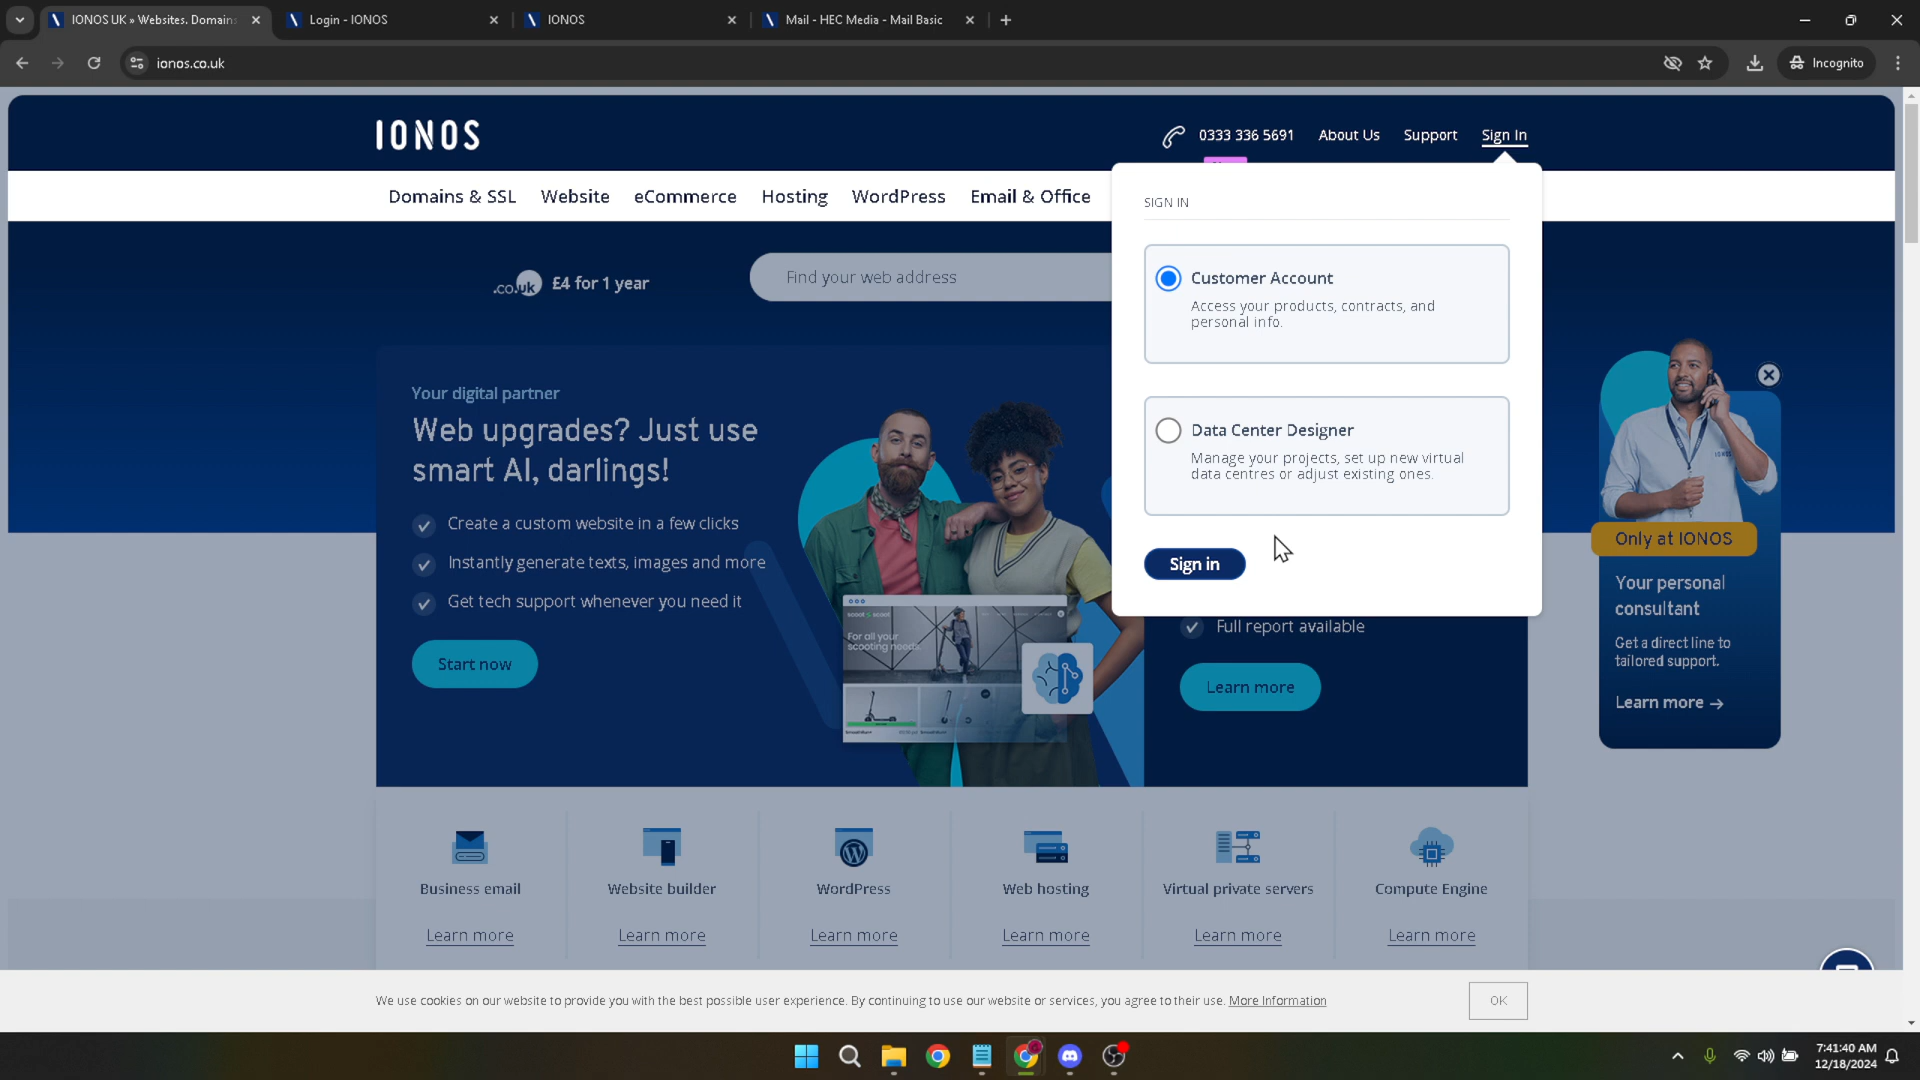 IONOS UK » Websites. Domains
Login - IONOS
IONOS
Mail - HEC Media - Mail Basic
ionos.co.uk
Incognito
IONOS
0333 336 5691
About Us
Support
Sign In
Domains & SSL
Website
eCommerce
Hosting
WordPress
Email & Office
SIGN IN
Customer Account
Access your products, contracts, and
personal info.
Data Center Designer
Manage your projects, set up new virtual
data centres or adjust existing ones.
Sign in
.co.uk
£4 for 1 year
Find your web address
Your digital partner
Web upgrades? Just use
smart AI, darlings!
Create a custom website in a few clicks
Instantly generate texts, images and more
Get tech support whenever you need it
Start now
For all your
scooting needs.
Full report available
Learn more
Only at IONOS
Your personal
consultant
Get a direct line to
tailored support.
Learn more →
Business email
Website builder
WordPress
Web hosting
Virtual private servers
Compute Engine
Learn more
Learn more
Learn more
Learn more
Learn more
Learn more
We use cookies on our website to provide you with the best possible user experience. By continuing to use our website or services, you agree to their use. More Information
OK
7:41:40 AM
12/18/2024